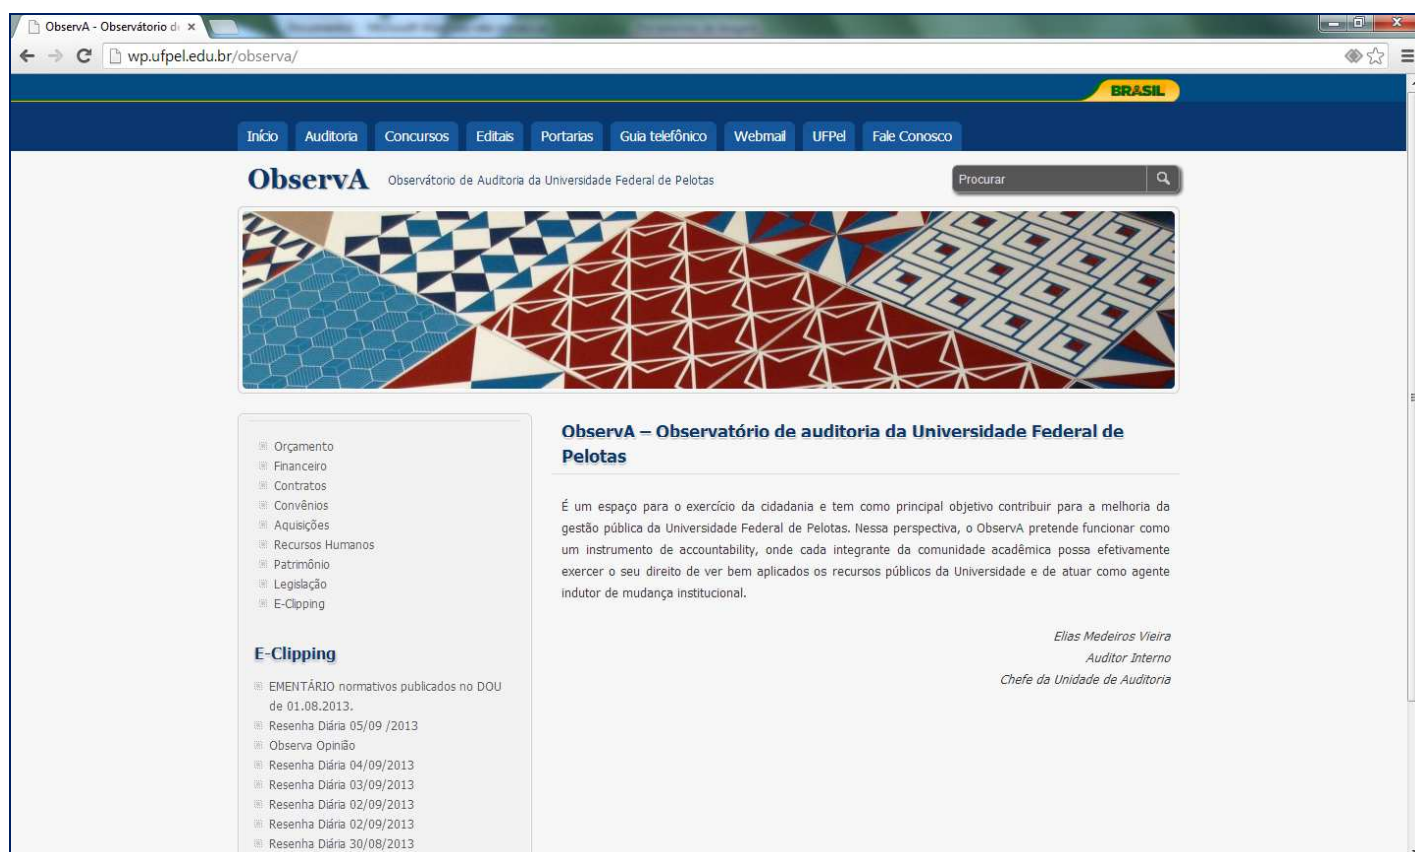 ObservA - Observátorio d
wp.ufpel.edu.br/observa/
BRASIL
Início Auditoria Concursos Editais Portarias Guia telefônico Webmail UFPel Fale Conosco
ObservA Observátorio de Auditoria da Universidade Federal de Pelotas Procurar
Orçamento
Financeiro
Contratos
Convênios
Aquisições
Recursos Humanos
Patrimônio
Legislação
E-Clipping
E-Clipping
EMENTÁRIO normativos publicados no DOU
de 01.08.2013.
Resenha Diária 05/09 /2013
Observa Opinião
Resenha Diária 04/09/2013
Resenha Diária 03/09/2013
Resenha Diária 02/09/2013
Resenha Diária 02/09/2013
Resenha Diária 30/08/2013
ObservA – Observatório de auditoria da Universidade Federal de
Pelotas
É um espaço para o exercício da cidadania e tem como principal objetivo contribuir para a melhoria da
gestão pública da Universidade Federal de Pelotas. Nessa perspectiva, o ObservA pretende funcionar como
um instrumento de accountability, onde cada integrante da comunidade acadêmica possa efetivamente
exercer o seu direito de ver bem aplicados os recursos públicos da Universidade e de atuar como agente
indutor de mudança institucional.
Elias Medeiros Vieira
Auditor Interno
Chefe da Unidade de Auditoria